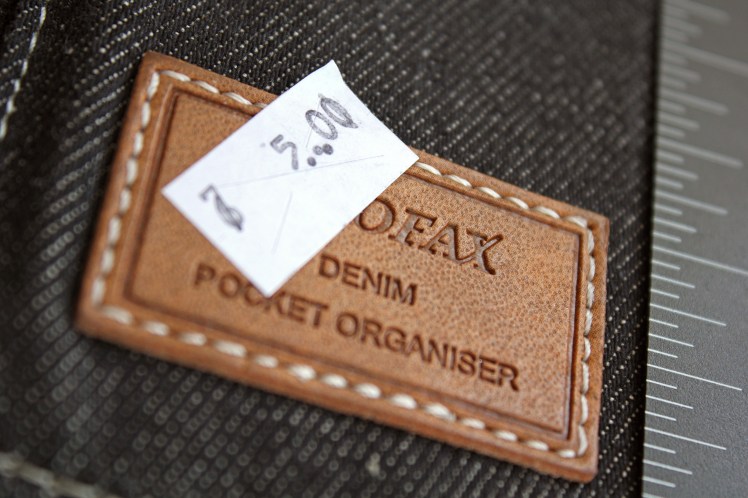 5.00
OFAX
DENIM
POCKET ORGANISER